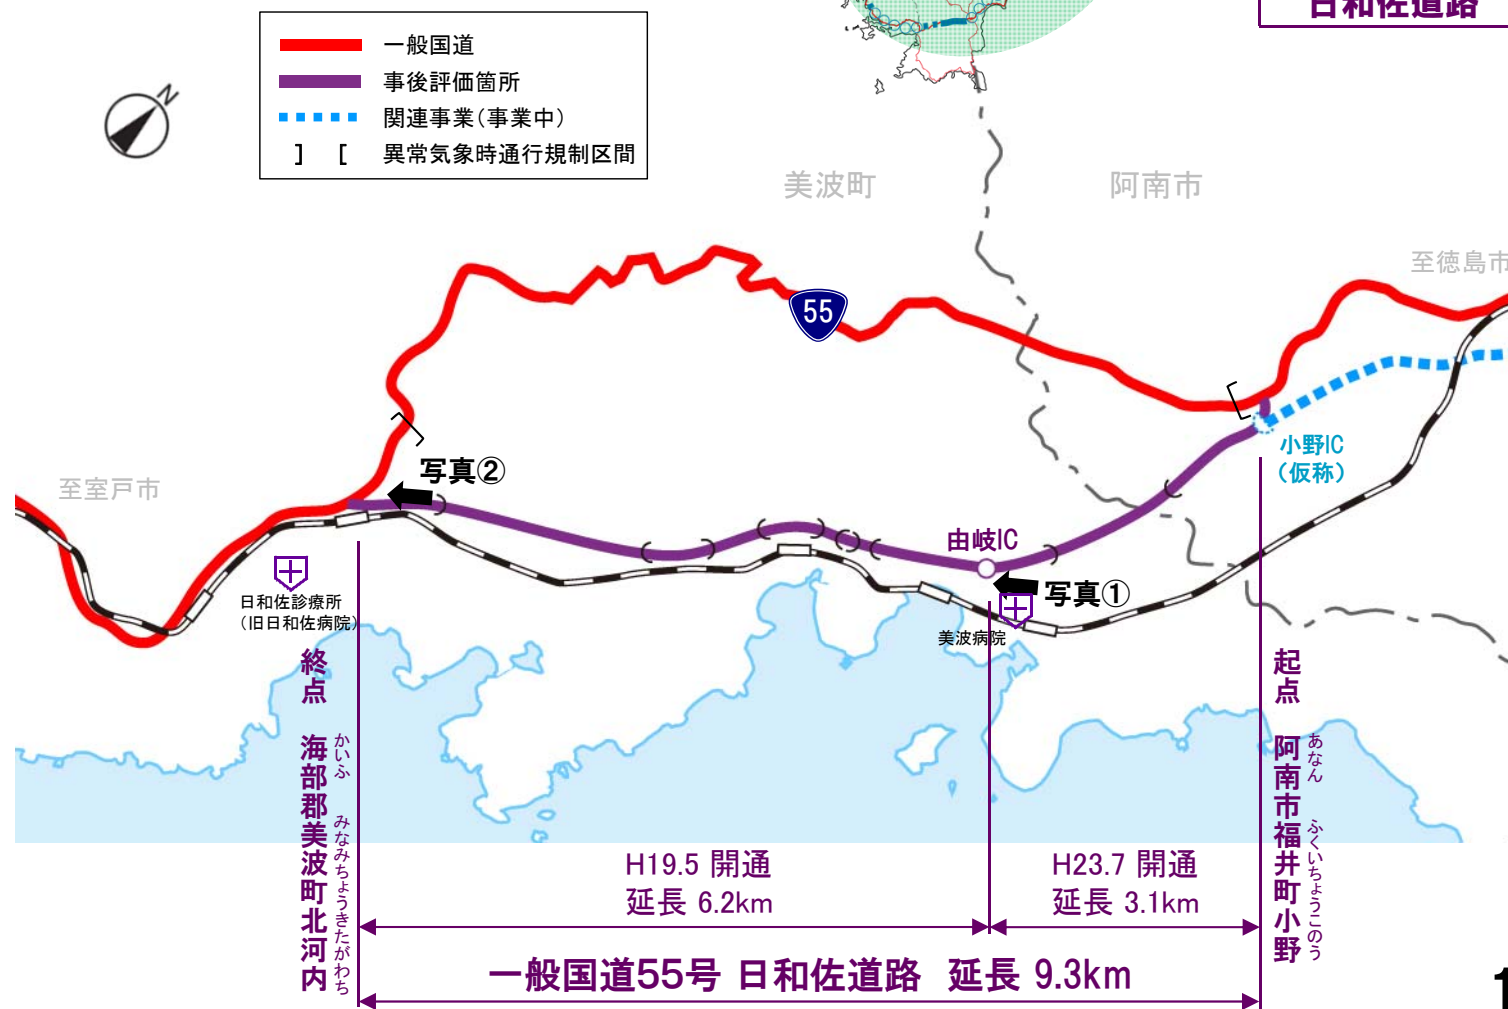 日和佐道路
一般国道
事後評価箇所
関連事業(事業中)
] [ 異常気象時通行規制区間
N
美波町
阿南市
至徳島市
55
小野IC
(仮称)
至室戸市
写真②
由岐IC
写真①
日和佐診療所
(旧日和佐病院)
美波病院
終点 海部郡美波町北河内
かいふ みなみちょうきたがわち
起点 阿南市福井町小野
あなん ふくいちょうこのう
H19.5 開通
延長 6.2km
H23.7 開通
延長 3.1km
一般国道55号 日和佐道路 延長 9.3km
1